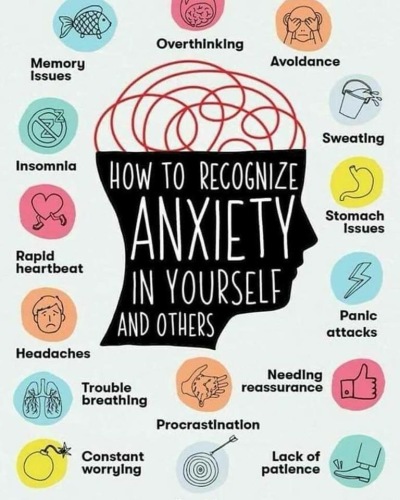 Overthinking
Avoidance
Memory
Issues
Sweating
Insomnia
HOW TO RECOGNIZE
ANXIETY
IN YOURSELF
AND OTHERS
Stomach
Issues
Rapid
heartbeat
Panic
attacks
Headaches
Trouble
breathing
Needing
reassurance
Procrastination
Constant
worrying
Lack of
patience